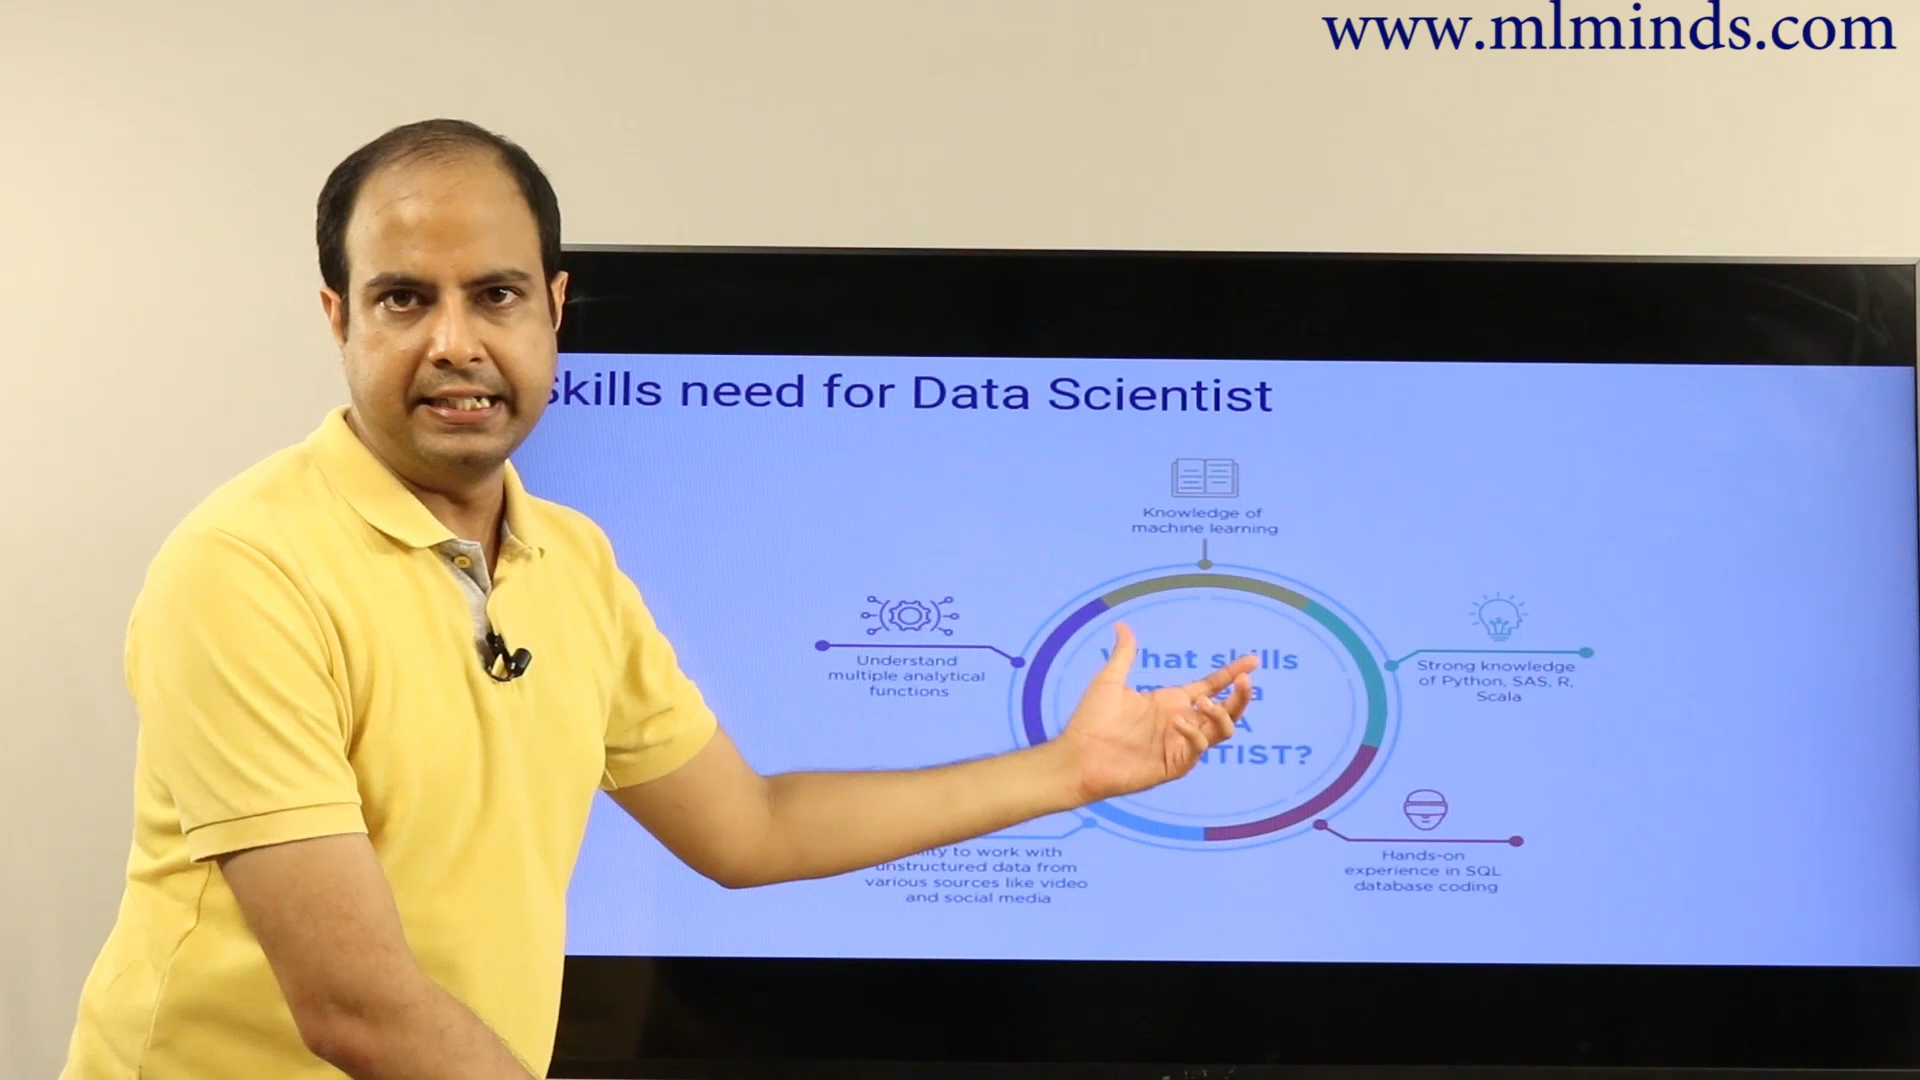 www.mlminds.com
Skills need for Data Scientist
Knowledge of
machine learning
Understand
multiple analytical
functions
Strong knowledge
of Python, SAS, R,
Scala
What skills
a
SCIENTIST?
to work with
unstructured data from
various sources like video
and social media
Hands-on
experience in SQL
database coding